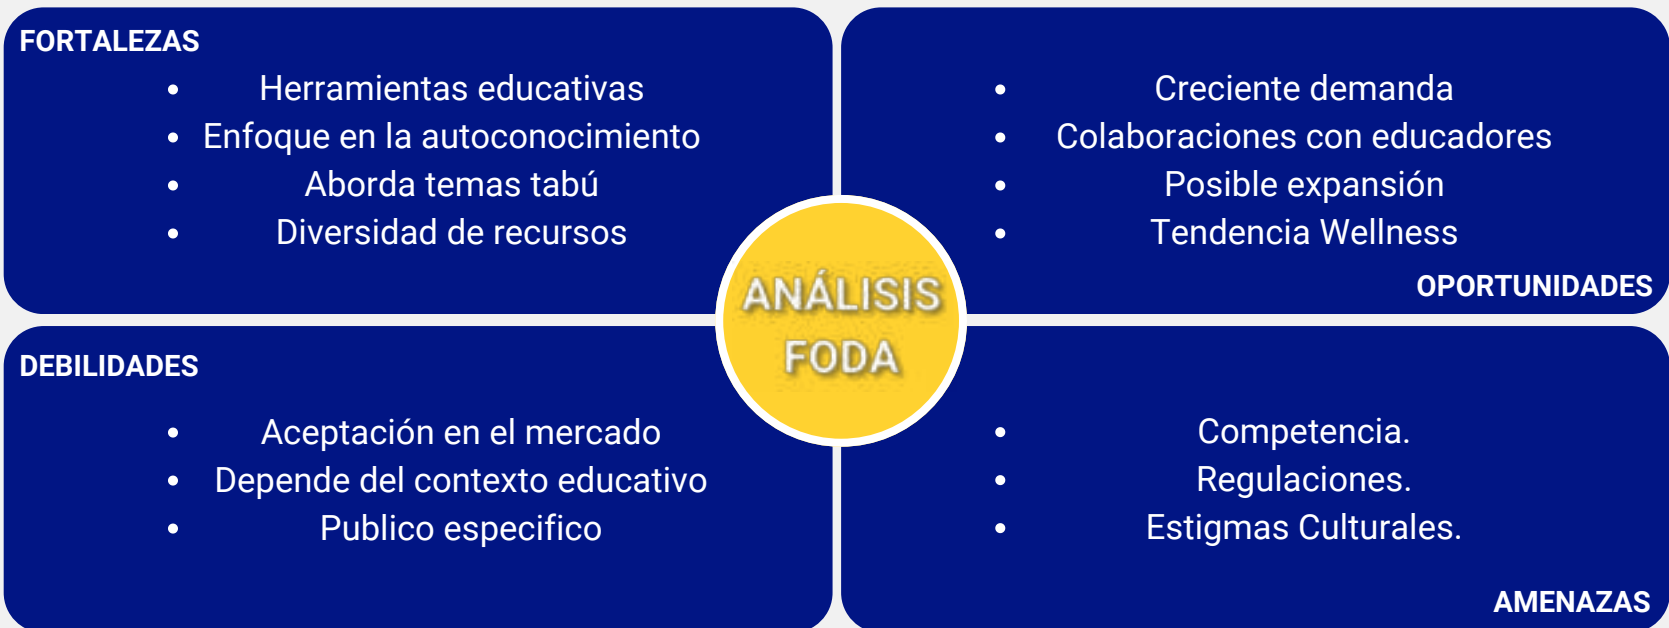 FORTALEZAS
• Herramientas educativas
• Enfoque en la autoconocimiento
• Aborda temas tabú
• Diversidad de recursos
• Creciente demanda
• Colaboraciones con educadores
• Posible expansión
• Tendencia Wellness
OPORTUNIDADES
ANÁLISIS
FODA
DEBILIDADES
• Aceptación en el mercado
• Depende del contexto educativo
• Publico especifico
• Competencia.
• Regulaciones.
• Estigmas Culturales.
AMENAZAS